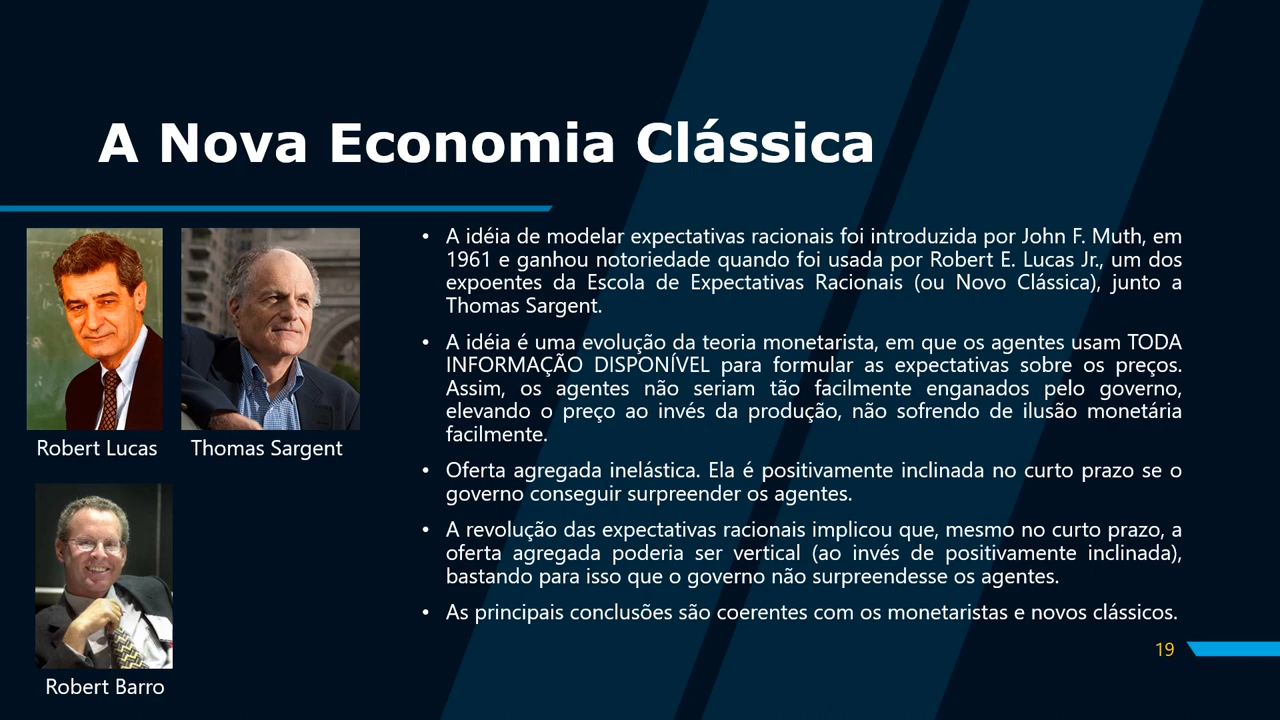 A Nova Economia Clássica
Robert Lucas
Thomas Sargent
Robert Barro
• A idéia de modelar expectativas racionais foi introduzida por John F. Muth, em
1961 e ganhou notoriedade quando foi usada por Robert E. Lucas Jr., um dos
expoentes da Escola de Expectativas Racionais (ou Novo Clássica), junto a
Thomas Sargent.
• A idéia é uma evolução da teoria monetarista, em que os agentes usam TODA
INFORMAÇÃO DISPONÍVEL para formular as expectativas sobre os preços.
Assim, os agentes não seriam tão facilmente enganados pelo governo,
elevando o preço ao invés da produção, não sofrendo de ilusão monetária
facilmente.
• Oferta agregada inelástica. Ela é positivamente inclinada no curto prazo se o
governo conseguir surpreender os agentes.
• A revolução das expectativas racionais implicou que, mesmo no curto prazo, a
oferta agregada poderia ser vertical (ao invés de positivamente inclinada),
bastando para isso que o governo não surpreendesse os agentes.
• As principais conclusões são coerentes com os monetaristas e novos clássicos.
19